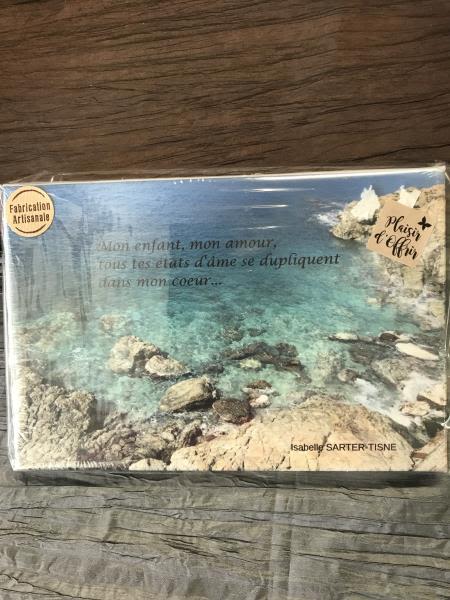 Fabrication
Artisanale
Plaisir
d'Offrir
Mon enfant, mon amour,
tous tes états d'âme se dupliquent
dans mon coeur...
Isabelle SARTER-TISNE